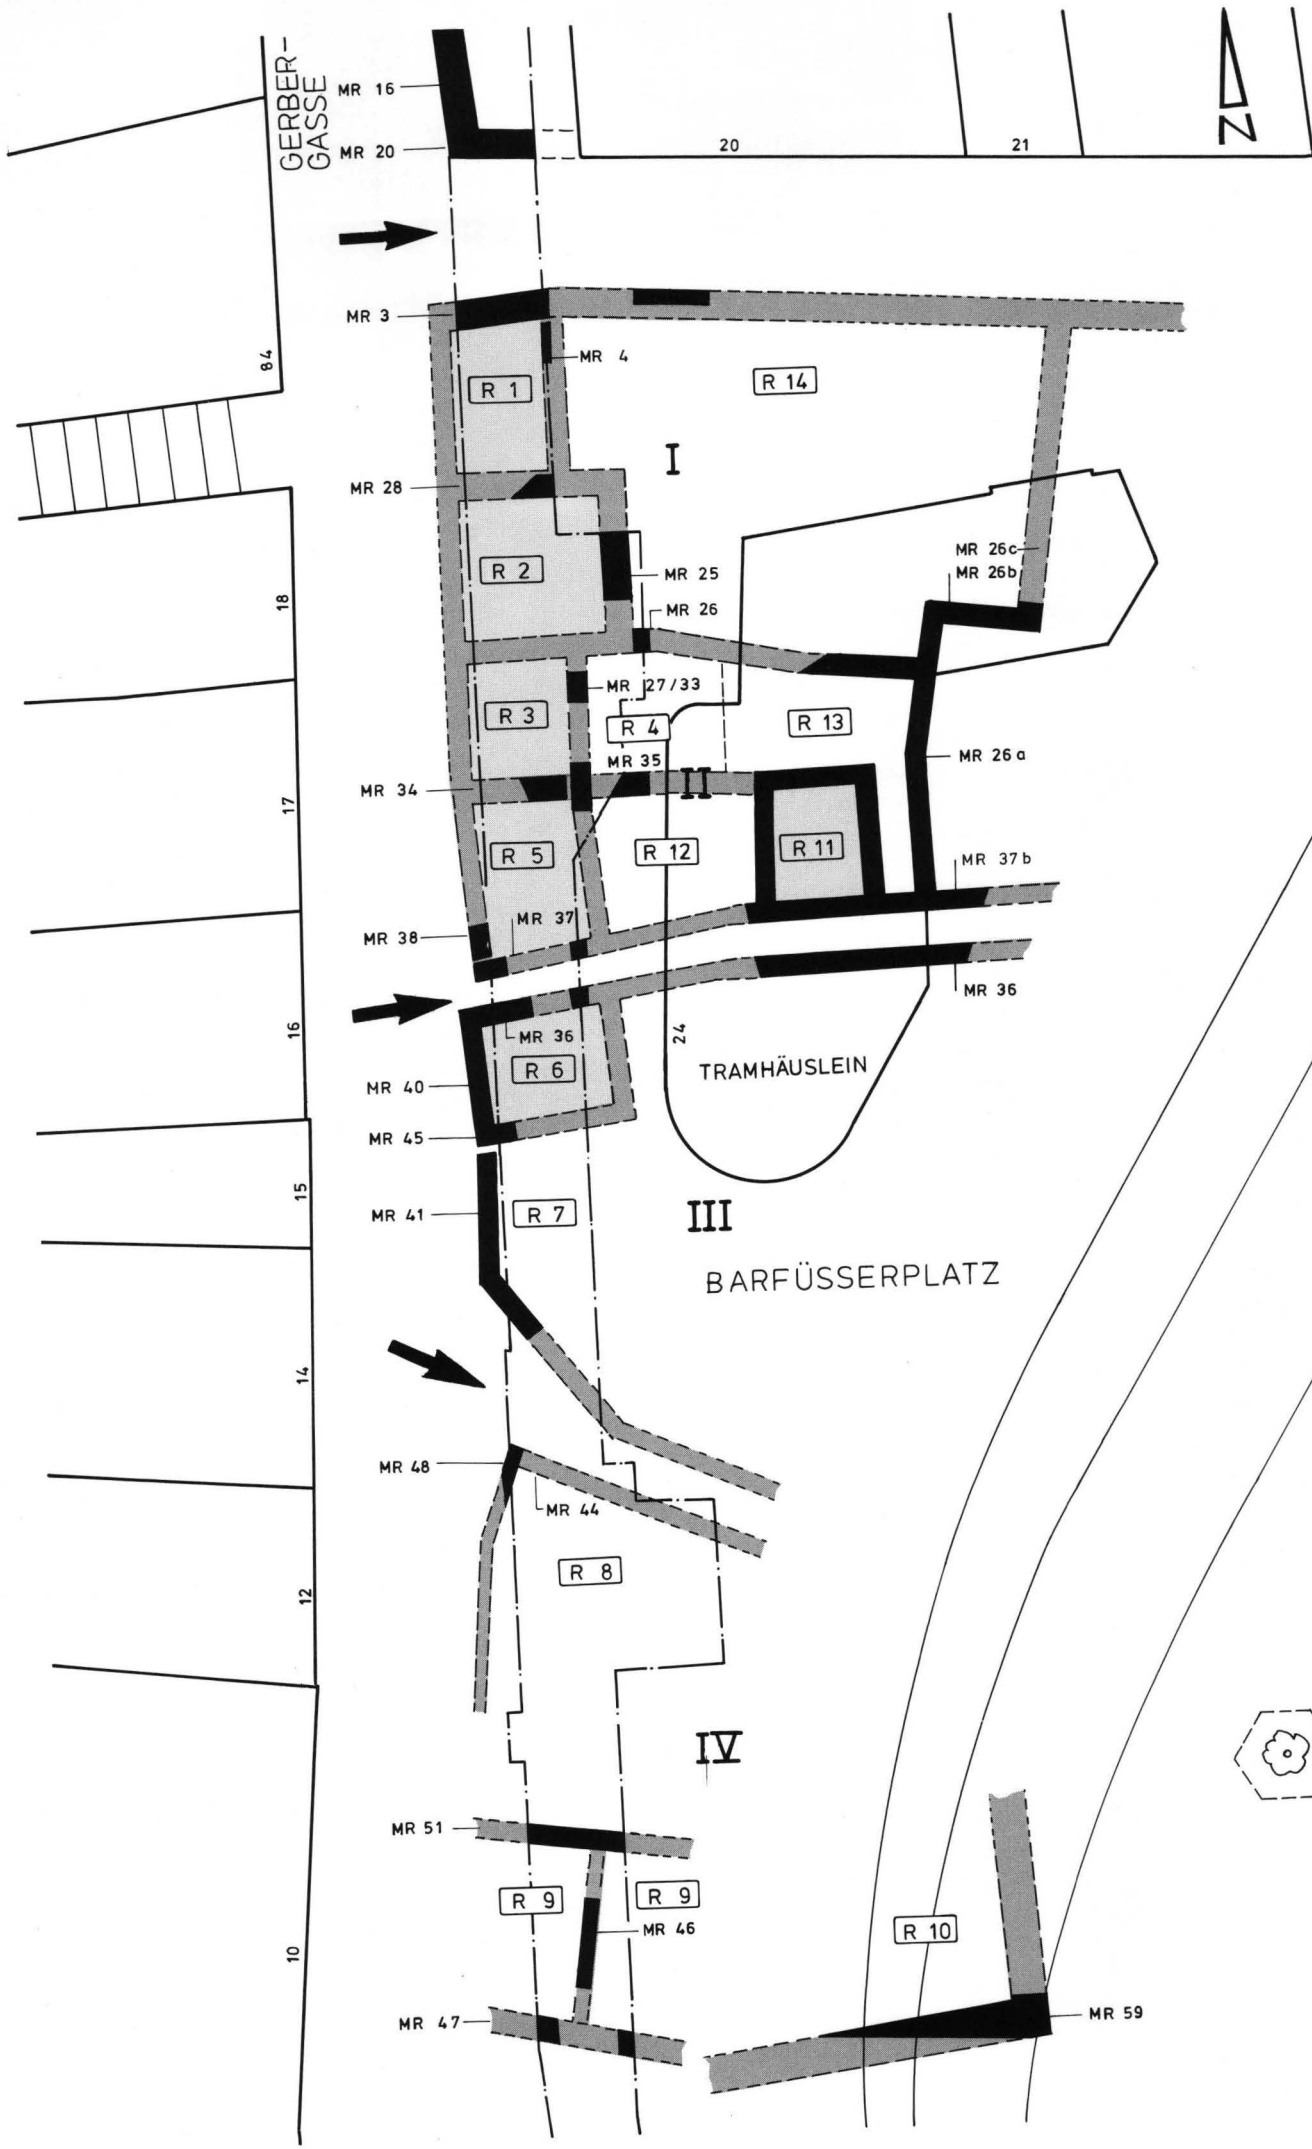 GERBER-
GASSE
MR 16
MR 20
20
21
N
MR 3
MR 4
84
R 1
R 14
I
MR 28
R 2
MR 25
MR 26c
MR 26b
MR 26
18
MR 27/33
R 3
R 4
R 13
MR 35
MR 26a
MR 34
II
17
R 5
R 12
R 11
MR 37b
MR 37
MR 38
MR 36
16
MR 36
24
R 6
TRAMHÄUSLEIN
MR 40
MR 45
15
MR 41
R 7
III
BARFÜSSERPLATZ
14
MR 48
MR 44
R 8
12
IV
MR 51
R 9
R 9
MR 46
R 10
10
MR 47
MR 59